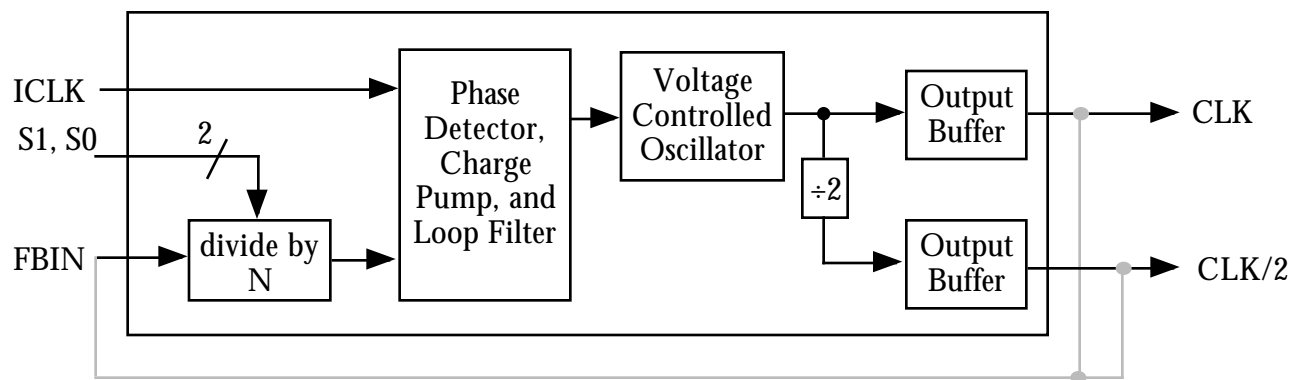 ICLK
S1, S0
2
FBIN
divide by
N
Phase
Detector,
Charge
Pump, and
Loop Filter
Voltage
Controlled
Oscillator
÷2
Output
Buffer
CLK
Output
Buffer
CLK/2